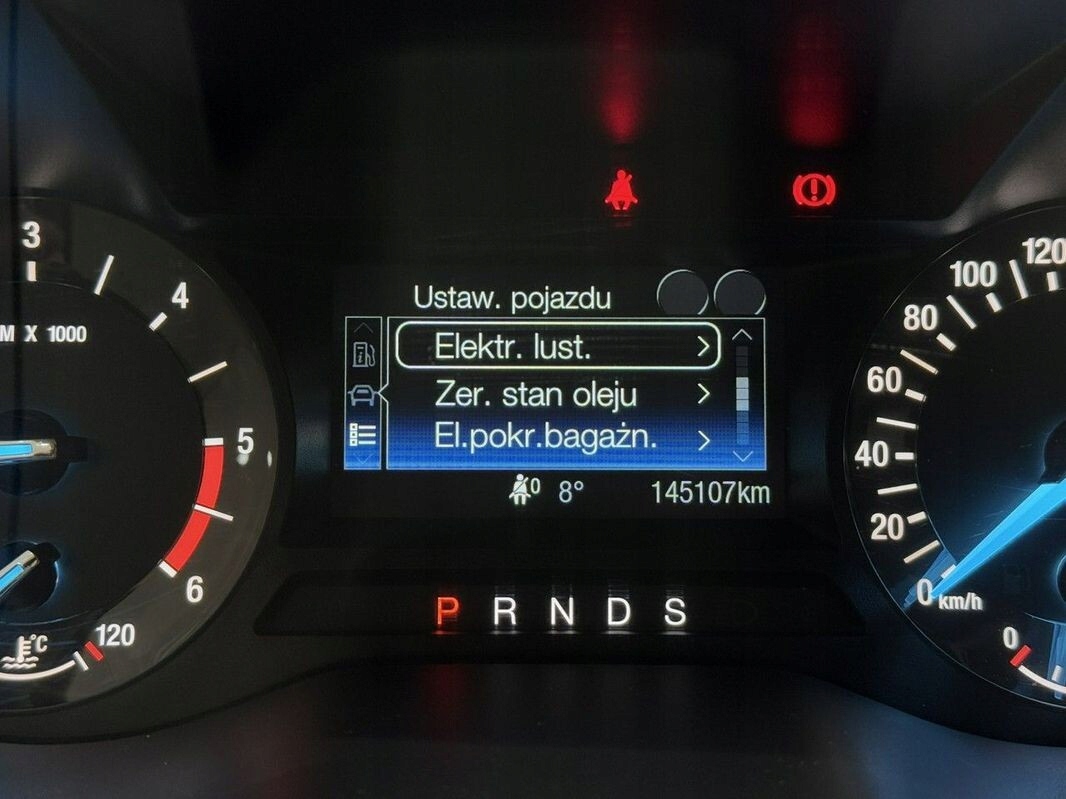 3
4
M X 1000
5
6
°C
120
Ustaw. pojazdu
Elektr. lust.
Zer. stan oleju
El.pokr.bagażn.
0 8° 145107km
P R N D S
120
100
80
60
40
20
0 km/h
0